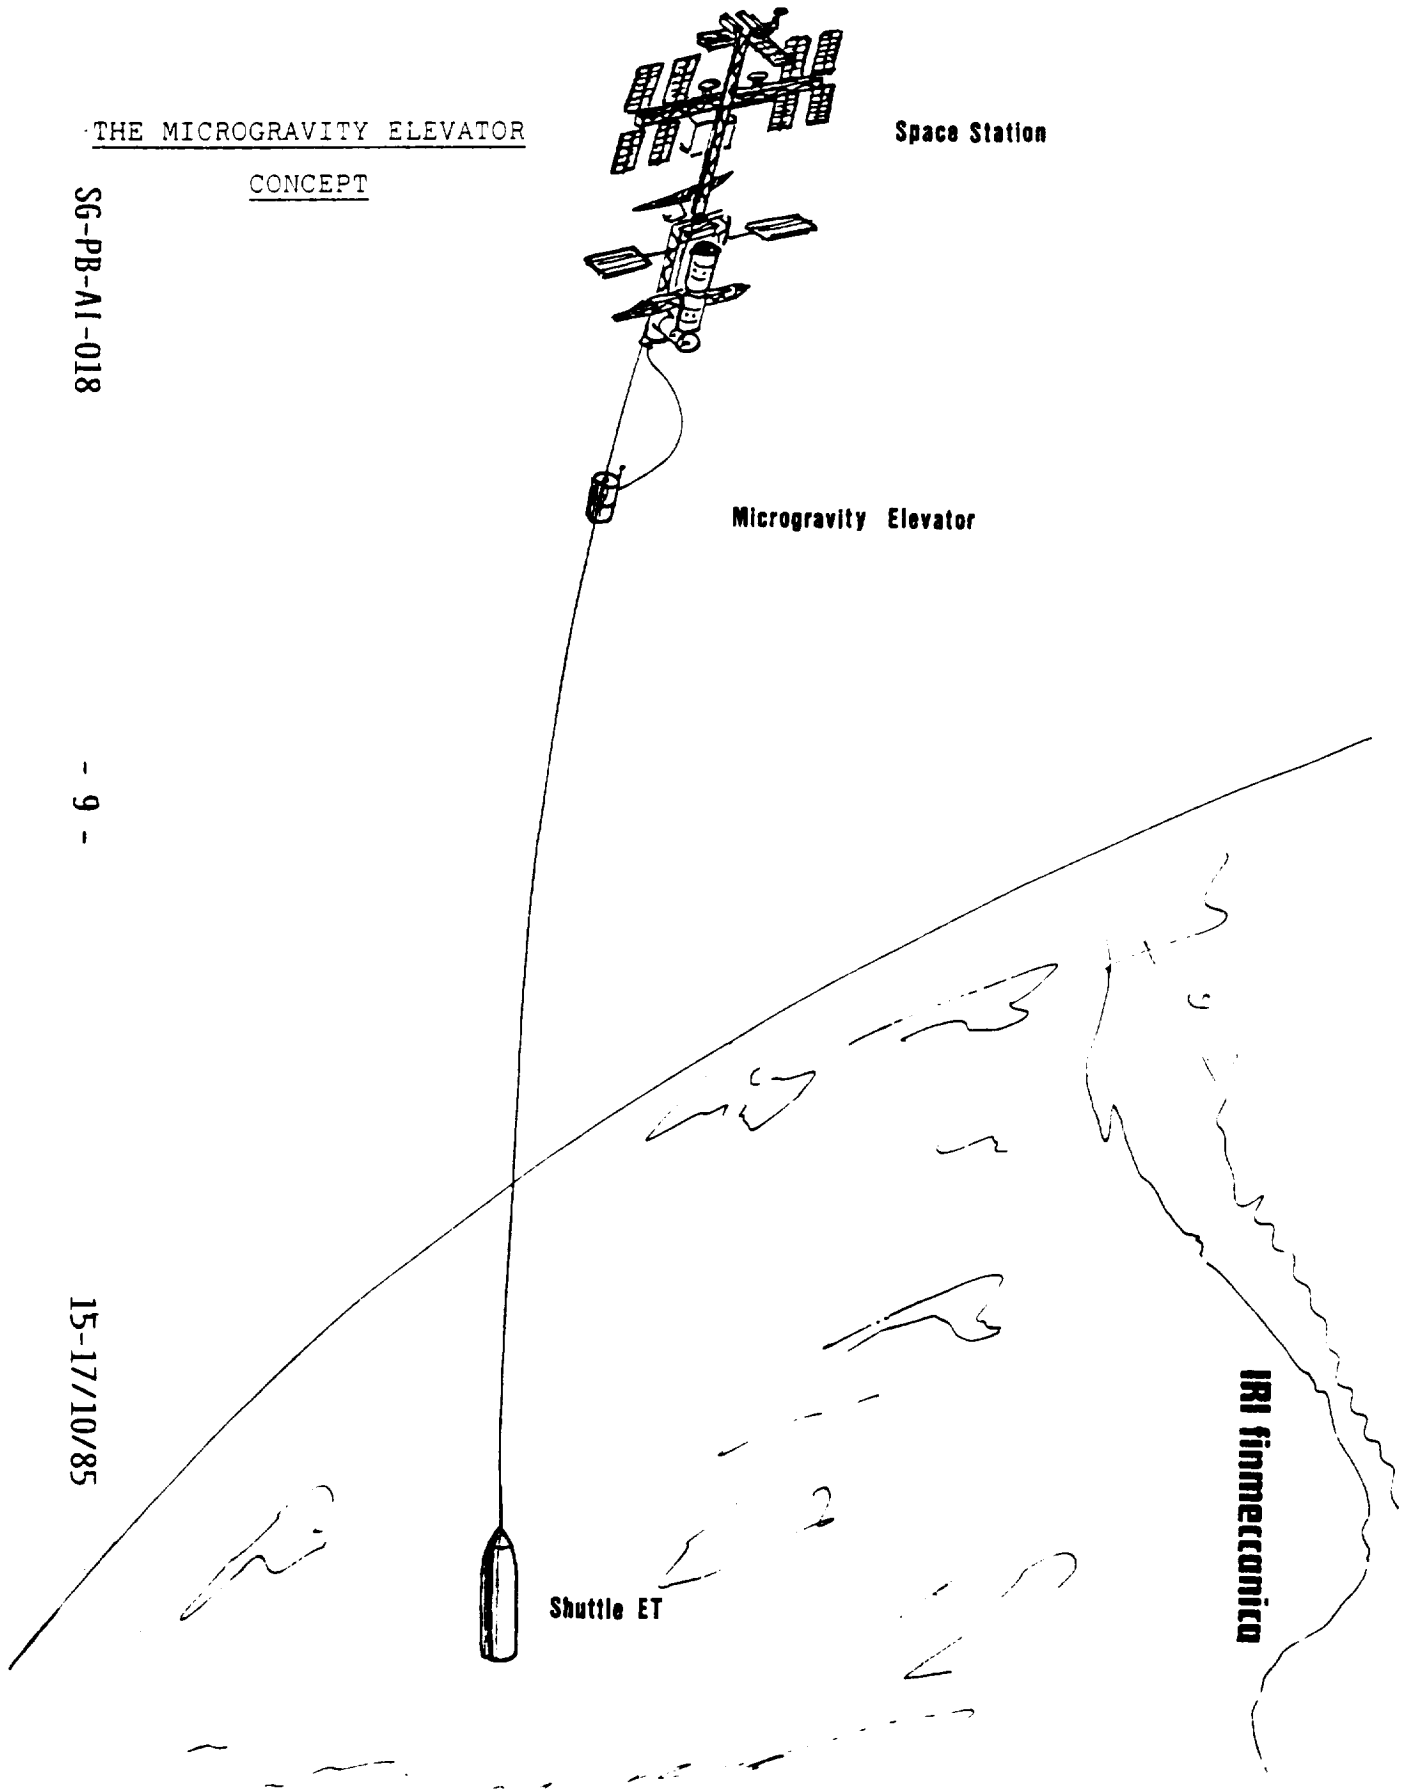 THE MICROGRAVITY ELEVATOR
CONCEPT
Space Station
SG-PB-AI-018
Microgravity Elevator
- 9 -
15-17/10/85
IRI finmeccanica
Shuttle ET